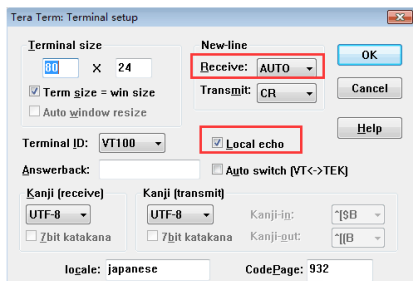 Tera Term: Terminal setup
Terminal size
80 X 24
Term size = win size
Auto window resize
New-line
Receive: AUTO
Transmit: CR
OK
Cancel
Help
Terminal ID: VT100
Local echo
Answerback:
Auto switch (VT<->TEK)
Kanji (receive)
UTF-8
7bit katakana
Kanji (transmit)
UTF-8
7bit katakana
Kanji-in: ^[$B
Kanji-out: ^[(B
locale: japanese
CodePage: 932